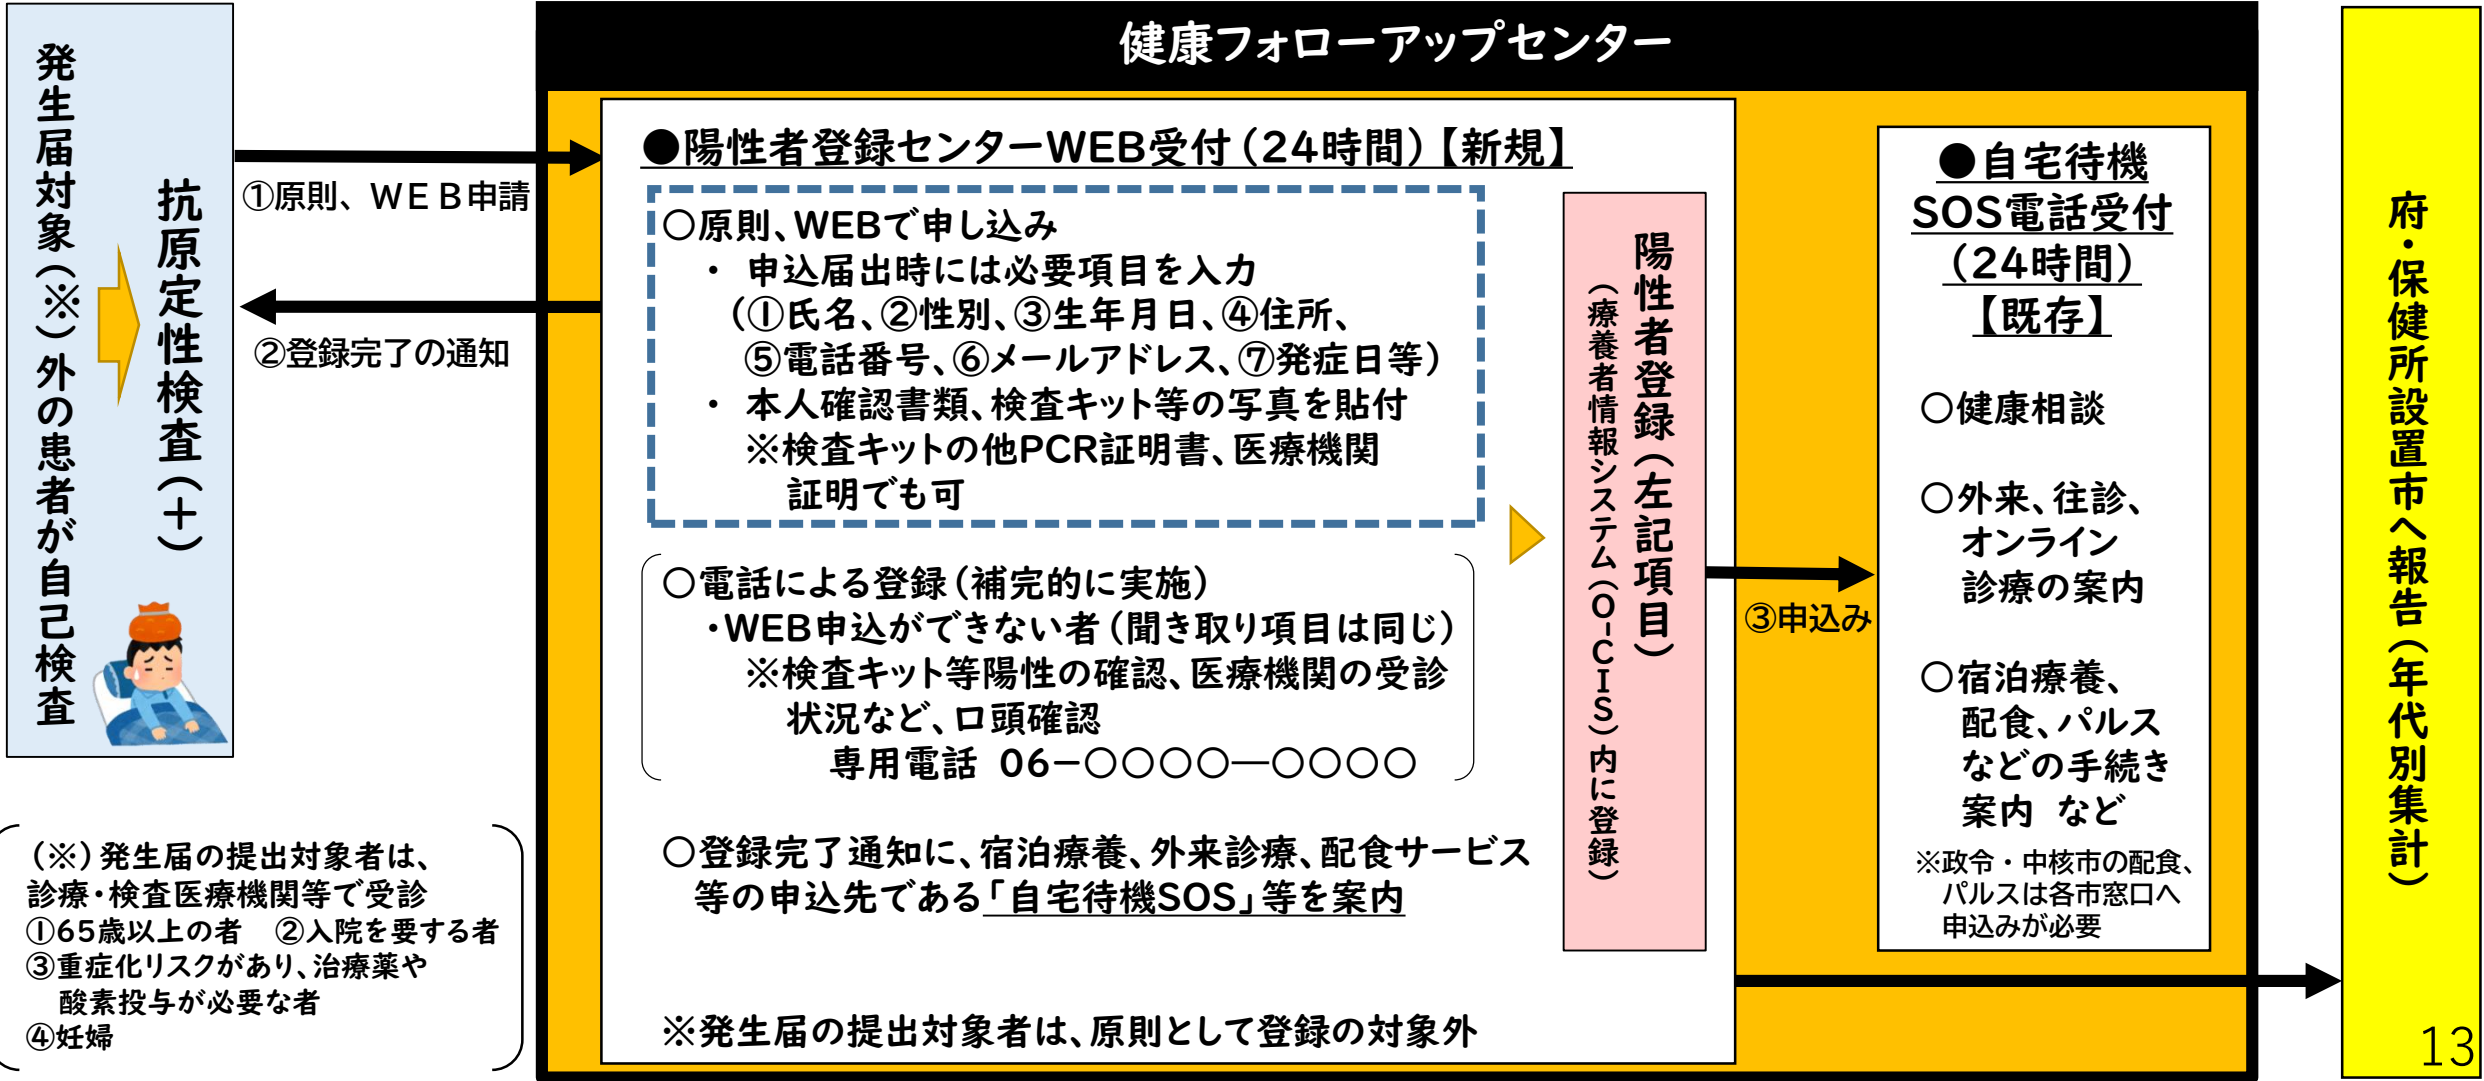 健康フォローアップセンター
発生届対象(※)外の患者が自己検査
抗原定性検査(+)
①原則、WEB申請
②登録完了の通知
(※)発生届の提出対象者は、
診療・検査医療機関等で受診
①65歳以上の者 ②入院を要する者
③重症化リスクがあり、治療薬や
酸素投与が必要な者
④妊婦
●陽性者登録センターWEB受付(24時間)【新規】
○原則、WEBで申し込み
・ 申込届出時には必要項目を入力
(①氏名、②性別、③生年月日、④住所、
⑤電話番号、⑥メールアドレス、⑦発症日等)
・ 本人確認書類、検査キット等の写真を貼付
※検査キットの他PCR証明書、医療機関
証明でも可
○電話による登録(補完的に実施)
・WEB申込ができない者(聞き取り項目は同じ)
※検査キット等陽性の確認、医療機関の受診
状況など、口頭確認
専用電話 06-○○○○―○○○○
○登録完了通知に、宿泊療養、外来診療、配食サービス
等の申込先である「自宅待機SOS」等を案内
※発生届の提出対象者は、原則として登録の対象外
陽性者登録(左記項目)
(療養者情報システム(O-CIS)内に登録)
③申込み
●自宅待機
SOS電話受付
(24時間)
【既存】
○健康相談
○外来、往診、
オンライン
診療の案内
○宿泊療養、
配食、パルス
などの手続き
案内 など
※政令・中核市の配食、
パルスは各市窓口へ
申込みが必要
府・保健所設置市へ報告(年代別集計)
13